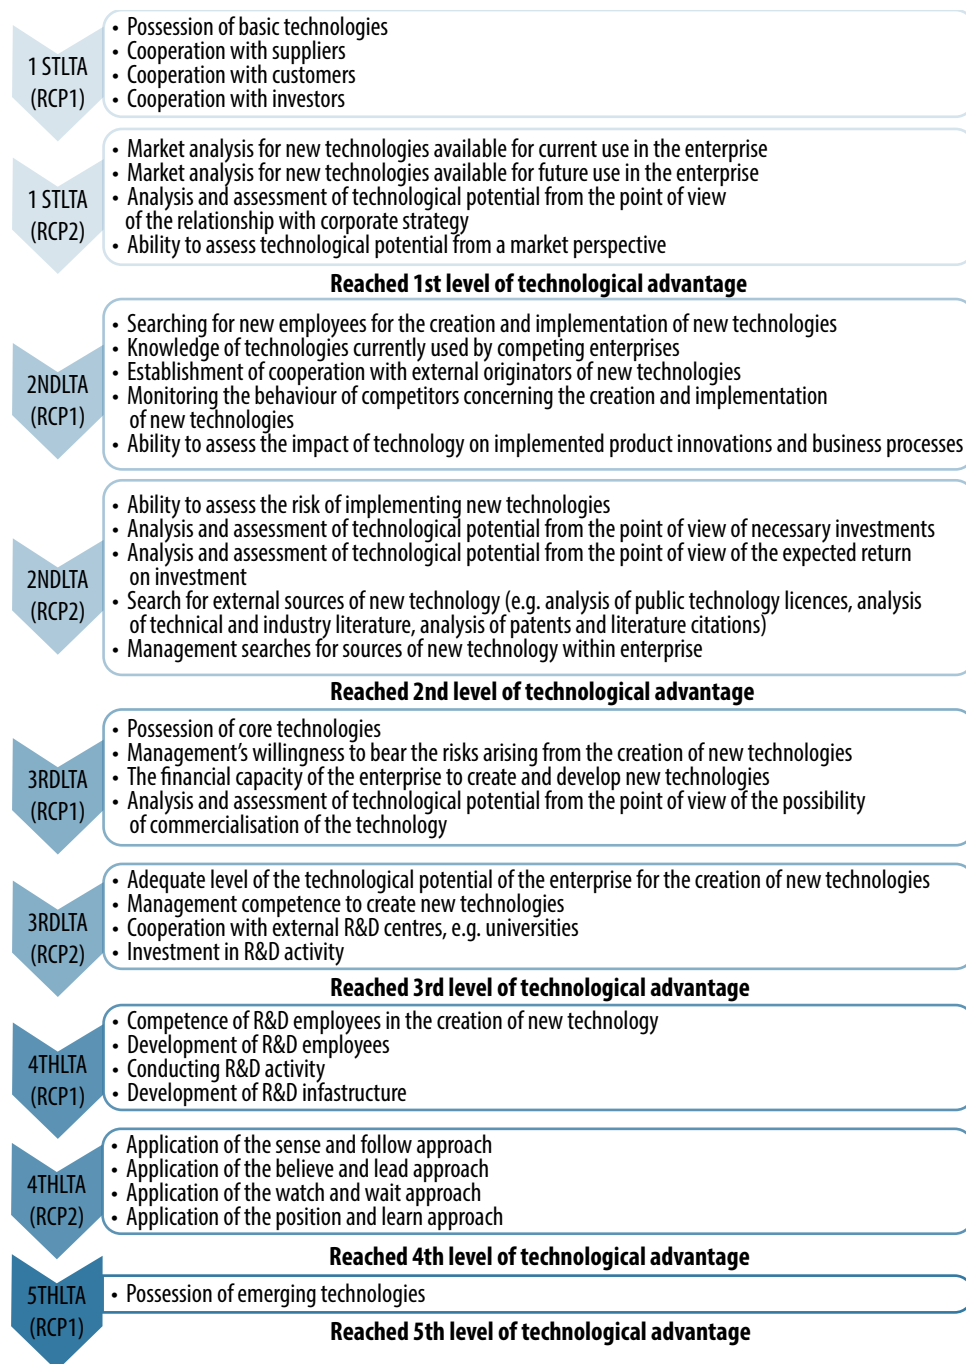 1 STLTA
(RCP1)
• Possession of basic technologies
• Cooperation with suppliers
• Cooperation with customers
• Cooperation with investors
1 STLTA
(RCP2)
• Market analysis for new technologies available for current use in the enterprise
• Market analysis for new technologies available for future use in the enterprise
• Analysis and assessment of technological potential from the point of view
of the relationship with corporate strategy
• Ability to assess technological potential from a market perspective
Reached 1st level of technological advantage
2NDLTA
(RCP1)
• Searching for new employees for the creation and implementation of new technologies
• Knowledge of technologies currently used by competing enterprises
• Establishment of cooperation with external originators of new technologies
• Monitoring the behaviour of competitors concerning the creation and implementation
of new technologies
• Ability to assess the impact of technology on implemented product innovations and business processes
2NDLTA
(RCP2)
• Ability to assess the risk of implementing new technologies
• Analysis and assessment of technological potential from the point of view of necessary investments
• Analysis and assessment of technological potential from the point of view of the expected return
on investment
• Search for external sources of new technology (e.g. analysis of public technology licences, analysis
of technical and industry literature, analysis of patents and literature citations)
• Management searches for sources of new technology within enterprise
Reached 2nd level of technological advantage
3RDLTA
(RCP1)
• Possession of core technologies
• Management's willingness to bear the risks arising from the creation of new technologies
• The financial capacity of the enterprise to create and develop new technologies
• Analysis and assessment of technological potential from the point of view of the possibility
of commercialisation of the technology
3RDLTA
(RCP2)
• Adequate level of the technological potential of the enterprise for the creation of new technologies
• Management competence to create new technologies
• Cooperation with external R&D centres, e.g. universities
• Investment in R&D activity
Reached 3rd level of technological advantage
4THLTA
(RCP1)
• Competence of R&D employees in the creation of new technology
• Development of R&D employees
• Conducting R&D activity
• Development of R&D infastructure
4THLTA
(RCP2)
• Application of the sense and follow approach
• Application of the believe and lead approach
• Application of the watch and wait approach
• Application of the position and learn approach
Reached 4th level of technological advantage
5THLTA
(RCP1)
• Possession of emerging technologies
Reached 5th level of technological advantage